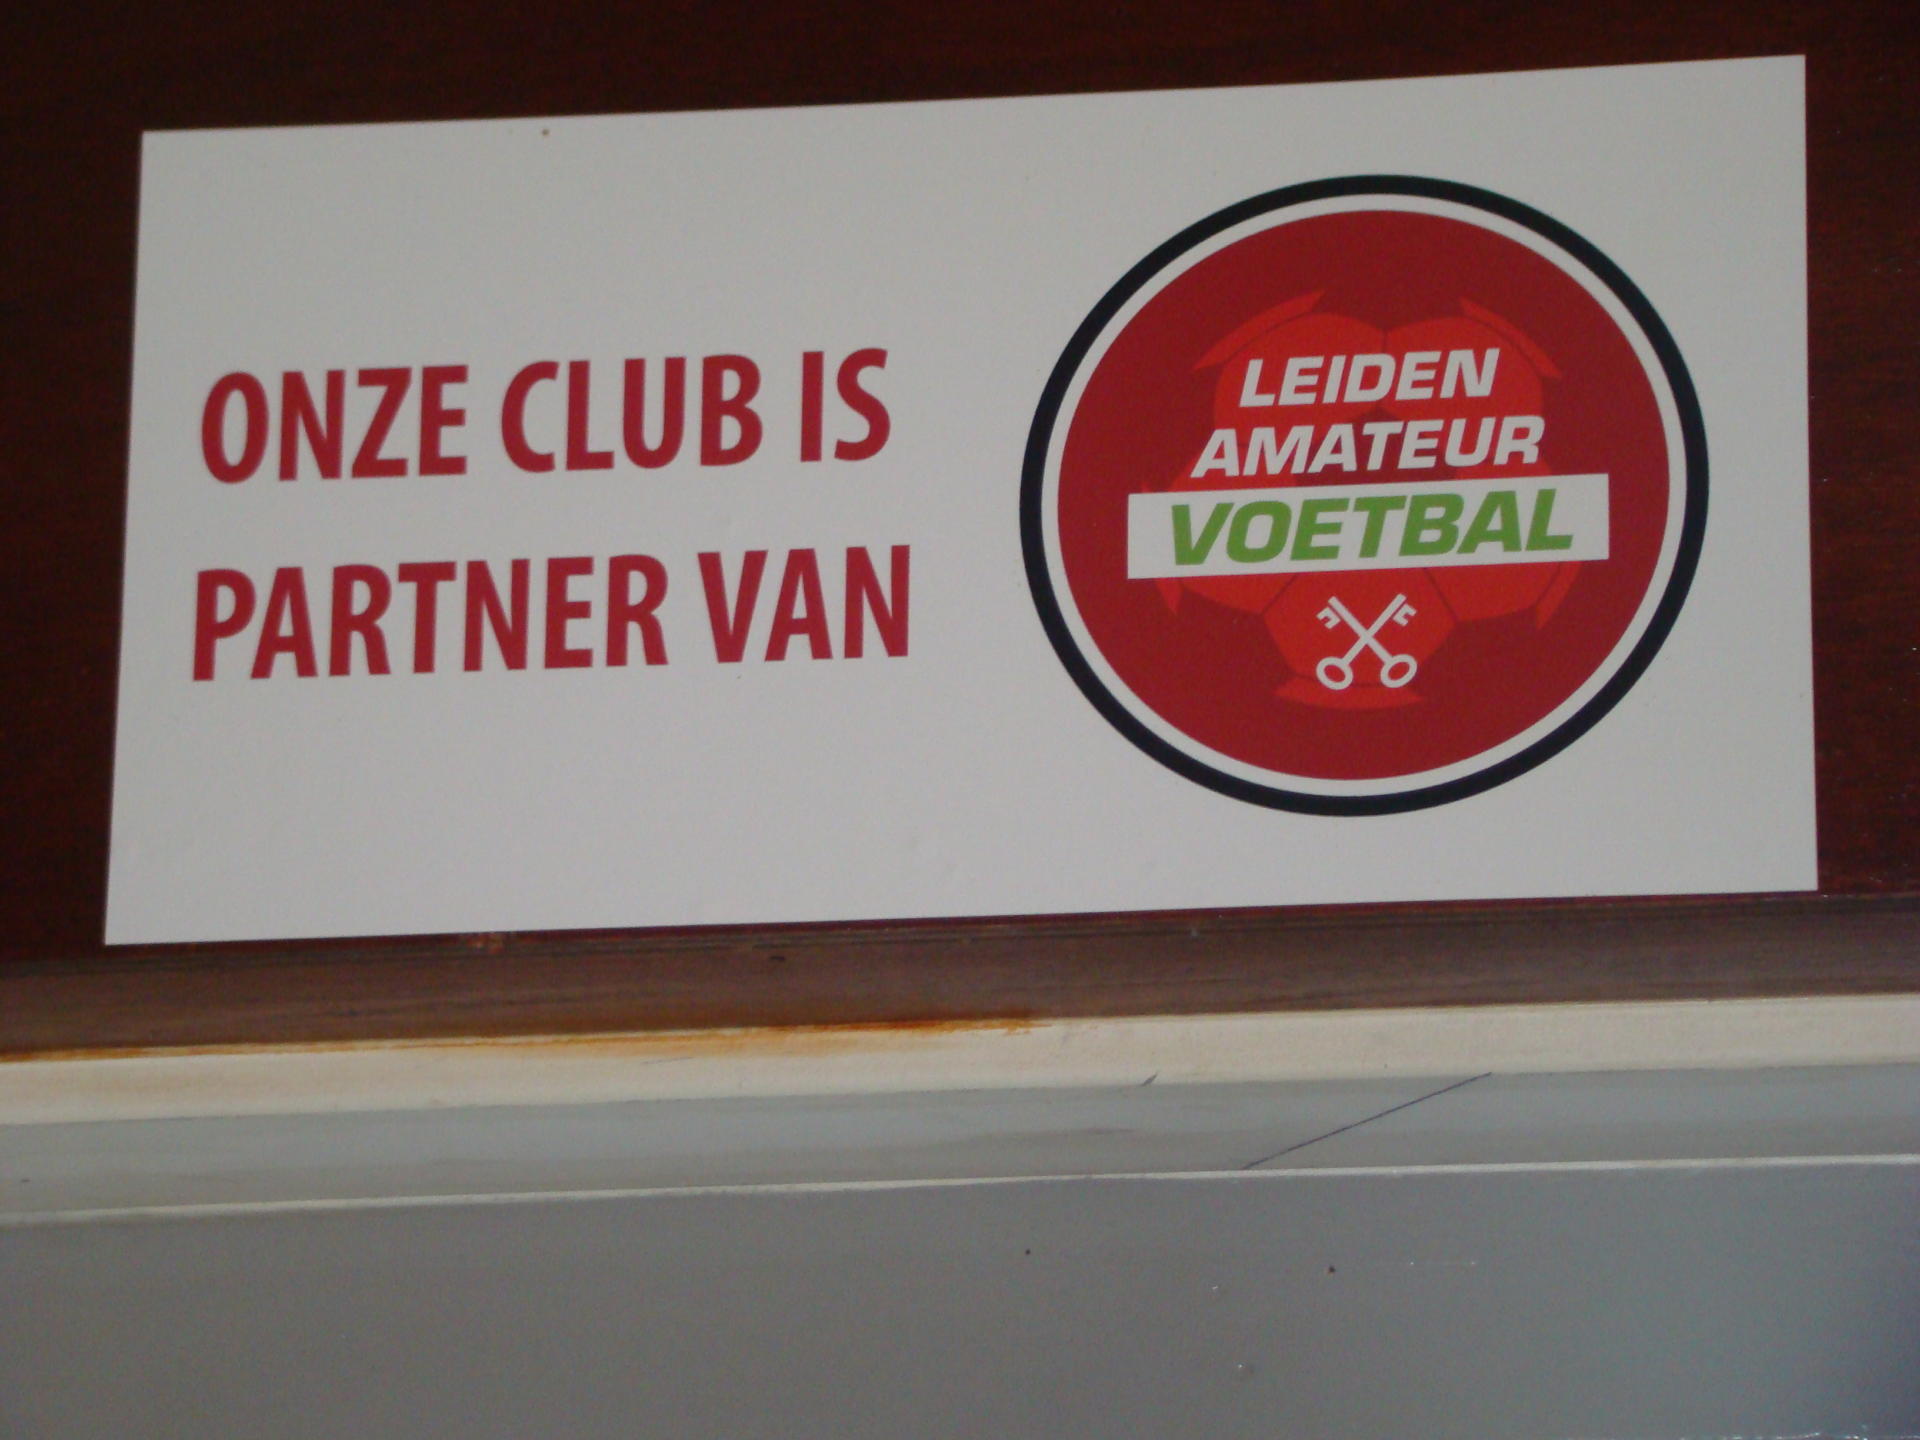 ONZE CLUB IS
PARTNER VAN
LEIDEN
AMATEUR
VOETBAL